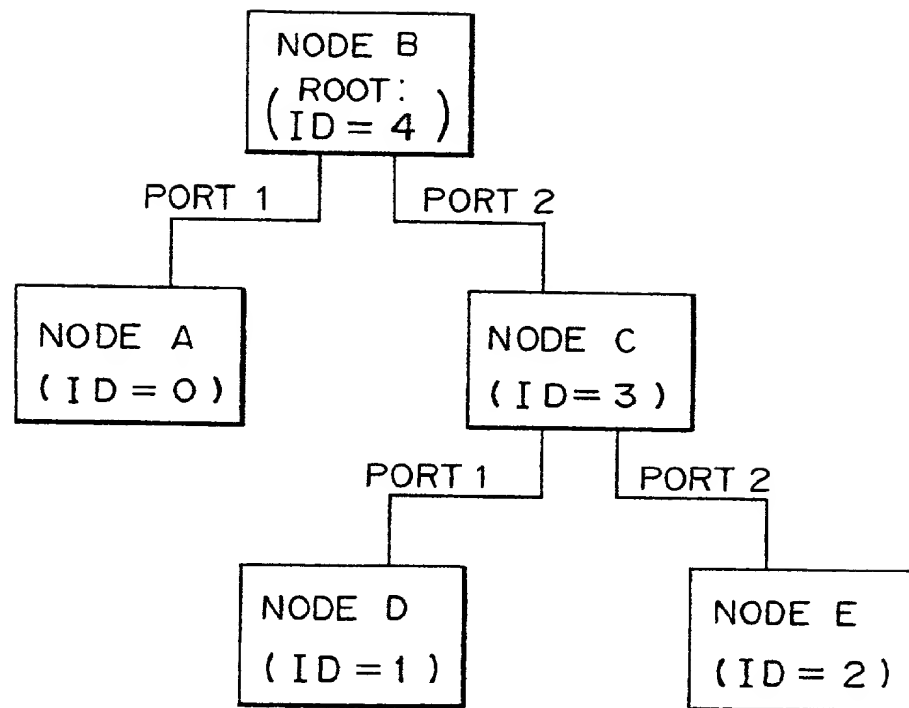 NODE B
(ROOT:
ID = 4)
PORT 1
PORT 2
NODE A
(ID = 0)
NODE C
(ID = 3)
PORT 1
PORT 2
NODE D
(ID = 1)
NODE E
(ID = 2)